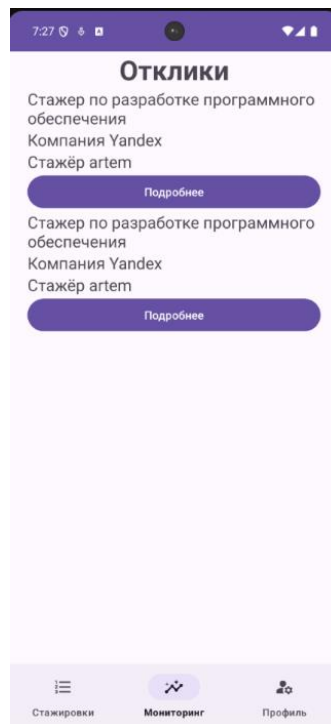 7:27
Отклики
Стажер по разработке программного
обеспечения
Компания Yandex
Стажёр artem
Подробнее
Стажер по разработке программного
обеспечения
Компания Yandex
Стажёр artem
Подробнее
Стажировки Мониторинг Профиль